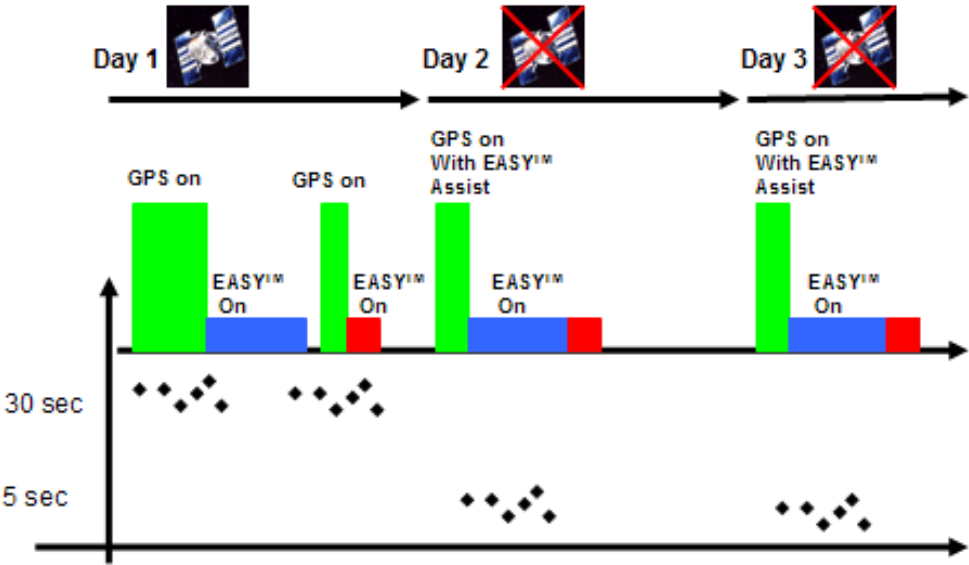 Day 1
Day 2
Day 3
GPS on
GPS on
GPS on
With EASY™
Assist
GPS on
With EASY™
Assist
EASY™
On
EASY™
On
EASY™
On
EASY™
On
30 sec
5 sec